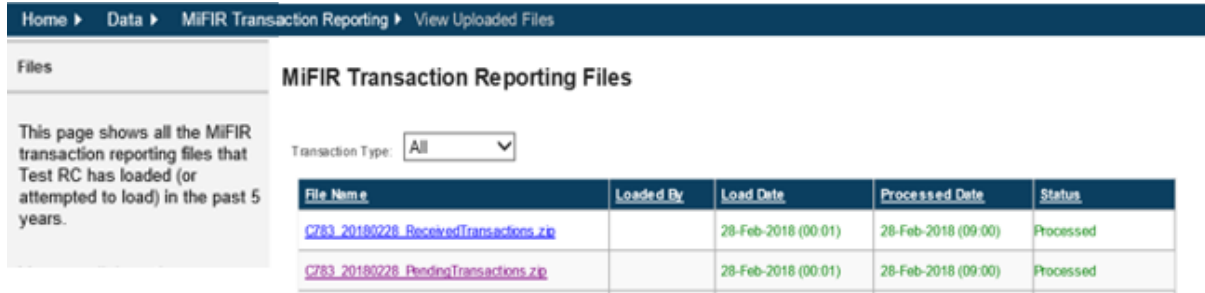 Home Data MiFIR Transaction Reporting View Uploaded Files
Files
This page shows all the MiFIR
transaction reporting files that
Test RC has loaded (or
attempted to load) in the past 5
years.
MiFIR Transaction Reporting Files
Transaction Type: All
File Name Loaded By Load Date Processed Date Status
C783_20180228_ReceivedTransactions.zip 28-Feb-2018 (00:01) 28-Feb-2018 (09:00) Processed
C783_20180228_PendingTransactions.zip 28-Feb-2018 (00:01) 28-Feb-2018 (09:00) Processed